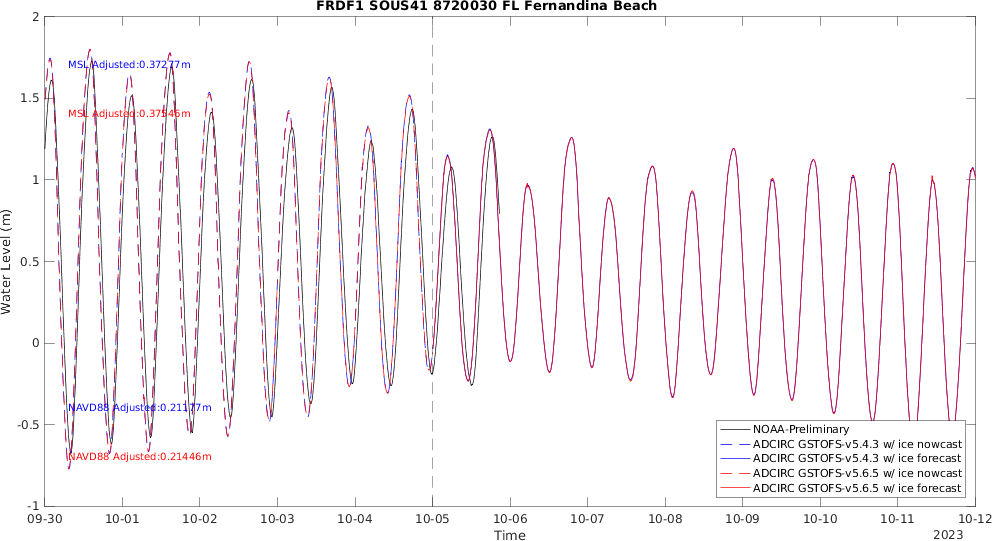 FRDF1 SOUS41 8720030 FL Fernandina Beach
2
1.5
1
0.5
0
-0.5
-1
Water Level (m)
MSL Adjusted:0.37277m
MSL Adjusted:0.37546m
NAVD88 Adjusted:0.21177m
NAVD88 Adjusted:0.21446m
NOAA-Preliminary
ADCIRC GSTOFS-v5.4.3 w/ ice nowcast
ADCIRC GSTOFS-v5.4.3 w/ ice forecast
ADCIRC GSTOFS-v5.6.5 w/ ice nowcast
ADCIRC GSTOFS-v5.6.5 w/ ice forecast
09-30 10-01 10-02 10-03 10-04 10-05 10-06 10-07 10-08 10-09 10-10 10-11 10-12
Time
2023